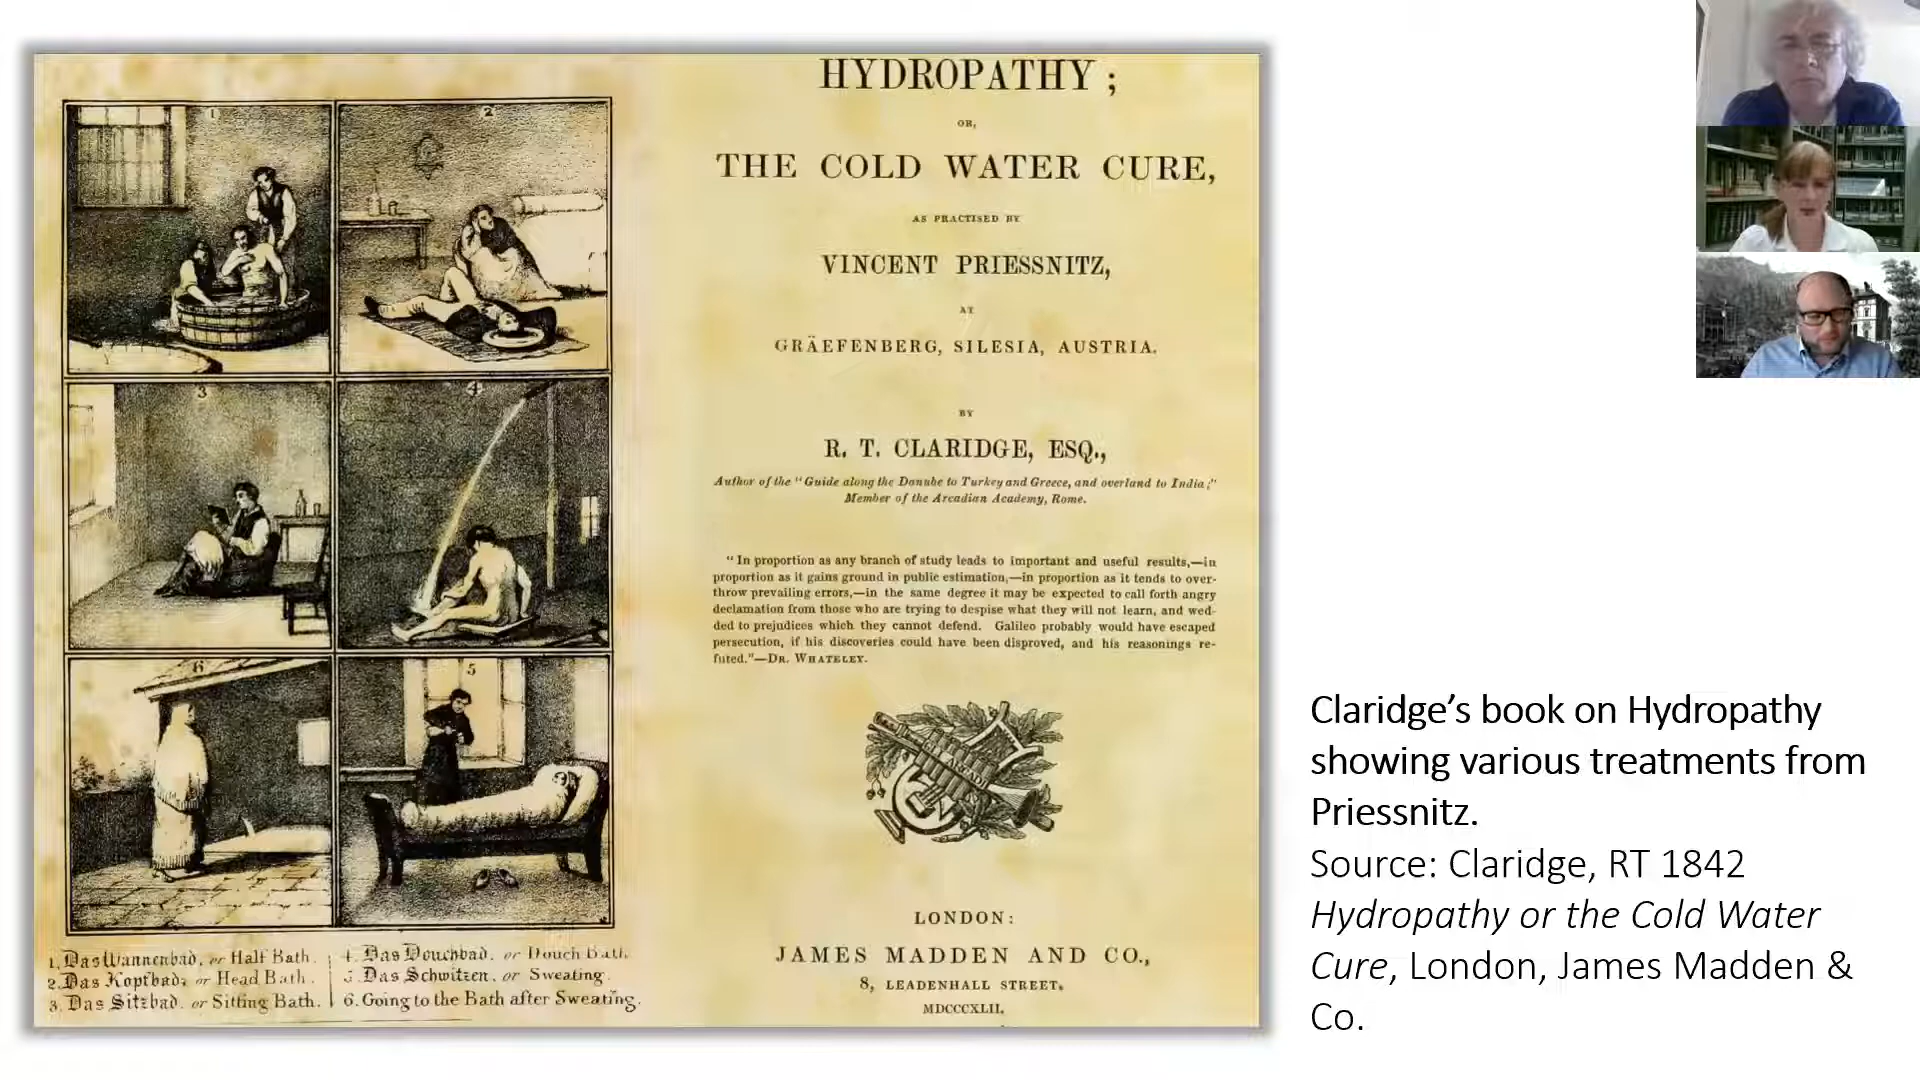 1
2
3
4
6
5
1. Das Wannenbad, or Half Bath.
2. Das Kopfbad, or Head Bath.
3. Das Sitzbad. or Sitting Bath.
4. Das Douchbad. or Douch Bath.
5 Das Schwitzen. or Sweating.
6. Going to the Bath after Sweating.
HYDROPATHY;
OR,
THE COLD WATER CURE,
AS PRACTISED BY
VINCENT PRIESSNITZ,
AT
GRÄEFENBERG, SILESIA, AUSTRIA.
BY
R. T. CLARIDGE, ESQ.,
Author of the "Guide along the Danube to Turkey and Greece, and overland to India;"
Member of the Arcadian Academy, Rome.
"In proportion as any branch of study leads to important and useful results,—in
proportion as it gains ground in public estimation,—in proportion as it tends to over-
throw prevailing errors,—in the same degree it may be expected to call forth angry
declamation from those who are trying to despise what they will not learn, and wed-
ded to prejudices which they cannot defend. Galileo probably would have escaped
persecution, if his discoveries could have been disproved, and his reasonings re-
futed."—DR. WHATELEY.
LONDON:
JAMES MADDEN AND CO.,
8, LEADENHALL STREET.
MDCCCXLII.
Claridge's book on Hydropathy
showing various treatments from
Priessnitz.
Source: Claridge, RT 1842
Hydropathy or the Cold Water
Cure, London, James Madden &
Co.